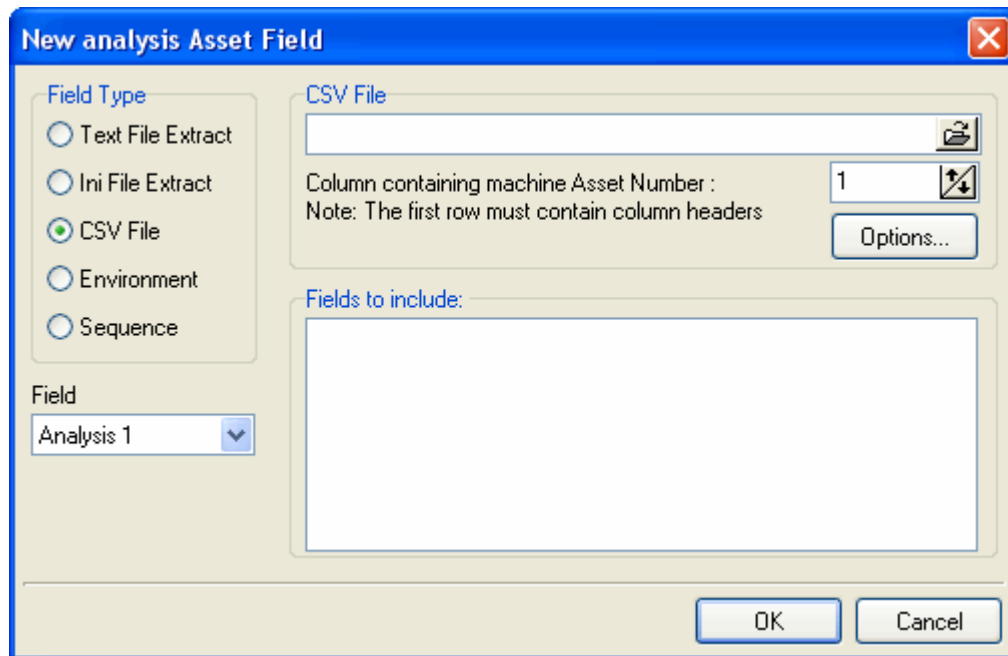 New analysis Asset Field
Field Type
Text File Extract
Ini File Extract
CSV File
Environment
Sequence
Field
Analysis 1
CSV File
Column containing machine Asset Number :
1
Note: The first row must contain column headers
Options...
Fields to include:
OK
Cancel